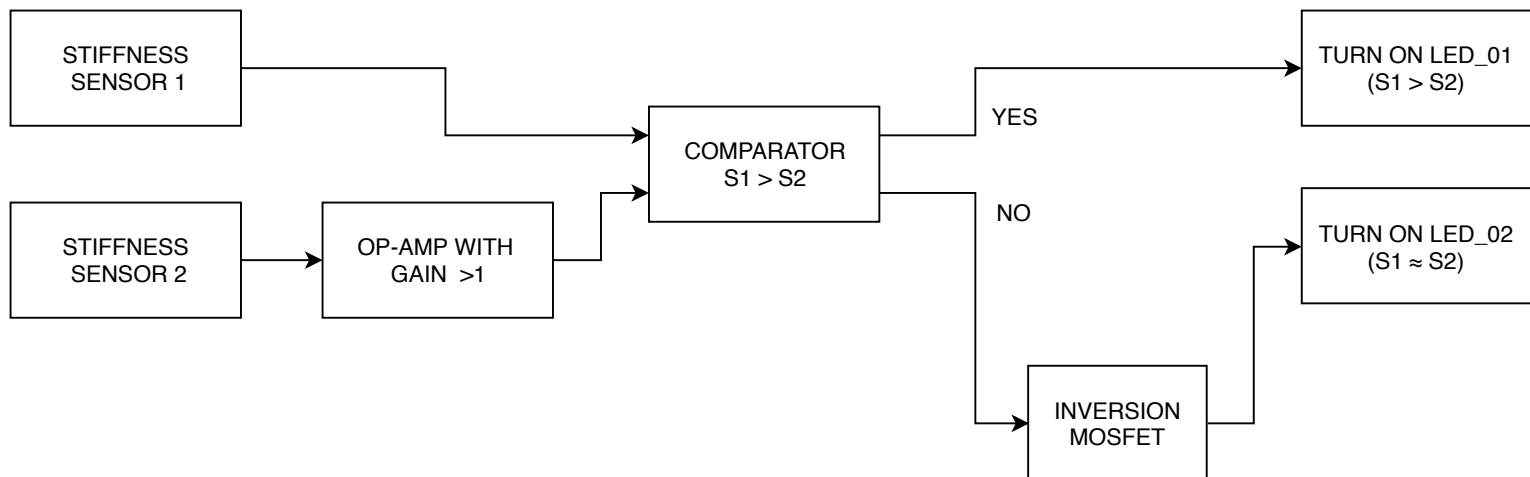 STIFFNESS
SENSOR 1
STIFFNESS
SENSOR 2
OP-AMP WITH
GAIN >1
COMPARATOR
S1 > S2
YES
NO
TURN ON LED_01
(S1 > S2)
TURN ON LED_02
(S1 ≈ S2)
INVERSION
MOSFET